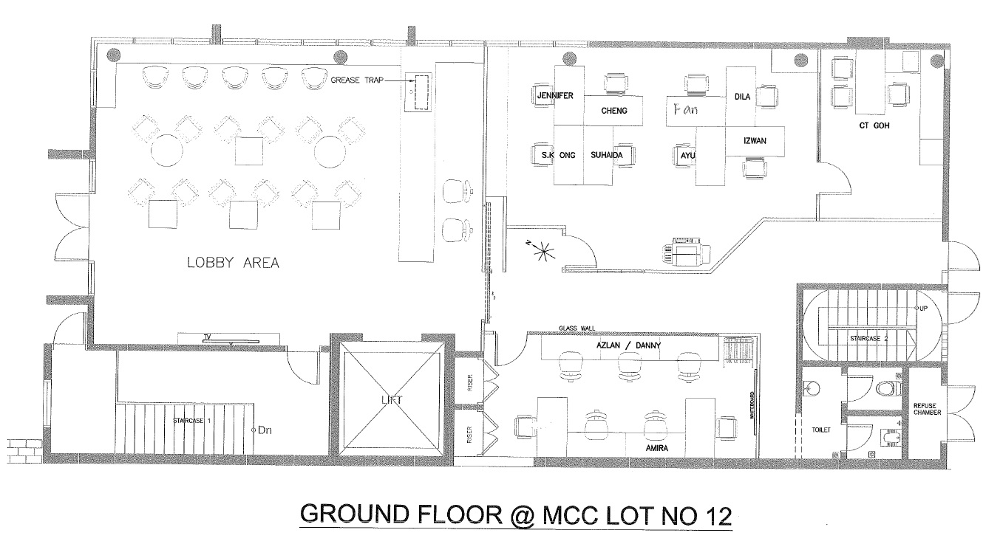 GREASE TRAP
JENNIFER
CHENG
Fan
DILA
CT GOH
IZWAN
S.K ONG
SUHAIDA
AYU
N
LOBBY AREA
UP
GLASS WALL
TV
AZLAN / DANNY
STAIRCASE 2
RISER
LIFT
WHITEBOARD
REFUSE
CHAMBER
STAIRCASE 1
Dn
RISER
TOILET
AMIRA
GROUND FLOOR @ MCC LOT NO 12